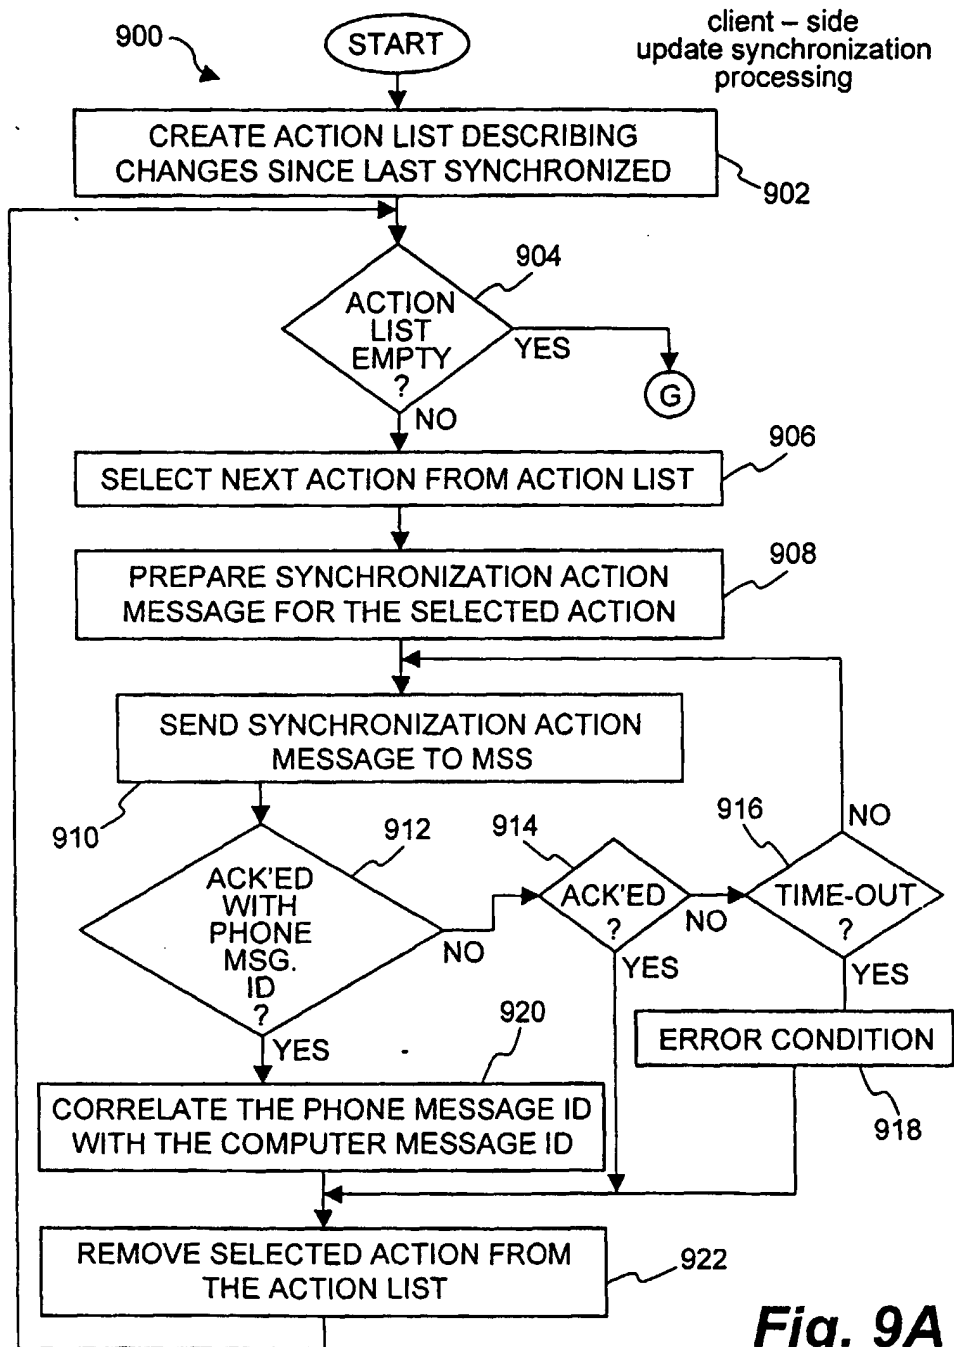 900
START
client – side
update synchronization
processing
CREATE ACTION LIST DESCRIBING
CHANGES SINCE LAST SYNCHRONIZED
902
904
ACTION
LIST
EMPTY
?
YES
G
NO
906
SELECT NEXT ACTION FROM ACTION LIST
908
PREPARE SYNCHRONIZATION ACTION
MESSAGE FOR THE SELECTED ACTION
SEND SYNCHRONIZATION ACTION
MESSAGE TO MSS
910
912
914
916
NO
ACK'ED
WITH
PHONE
MSG.
ID
?
NO
ACK'ED
?
NO
TIME-OUT
?
YES
YES
YES
920
ERROR CONDITION
918
CORRELATE THE PHONE MESSAGE ID
WITH THE COMPUTER MESSAGE ID
REMOVE SELECTED ACTION FROM
THE ACTION LIST
922
Fig. 9A